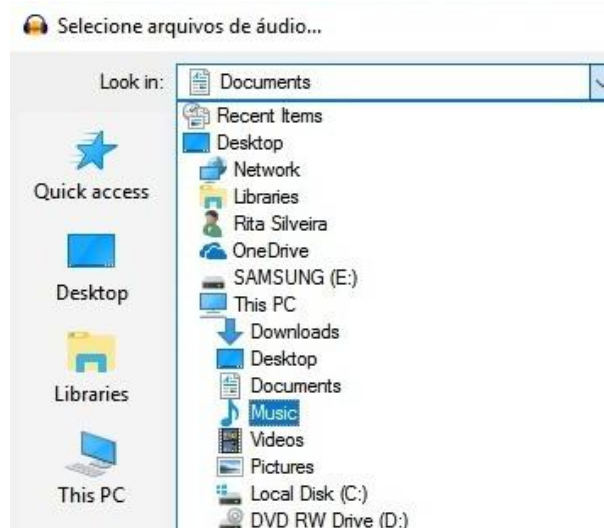 Selecione arquivos de áudio...
Look in: Documents
Recent Items
Desktop
Network
Libraries
Rita Silveira
OneDrive
SAMSUNG (E:)
This PC
Downloads
Desktop
Documents
Music
Videos
Pictures
Local Disk (C:)
DVD RW Drive (D:)
Quick access
Desktop
Libraries
This PC